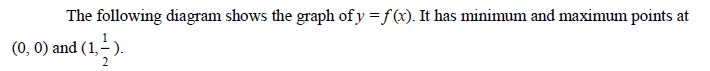 The following diagram shows the graph of y = f (x). It has minimum and maximum points at
(0, 0) and (1, 1/2 ).